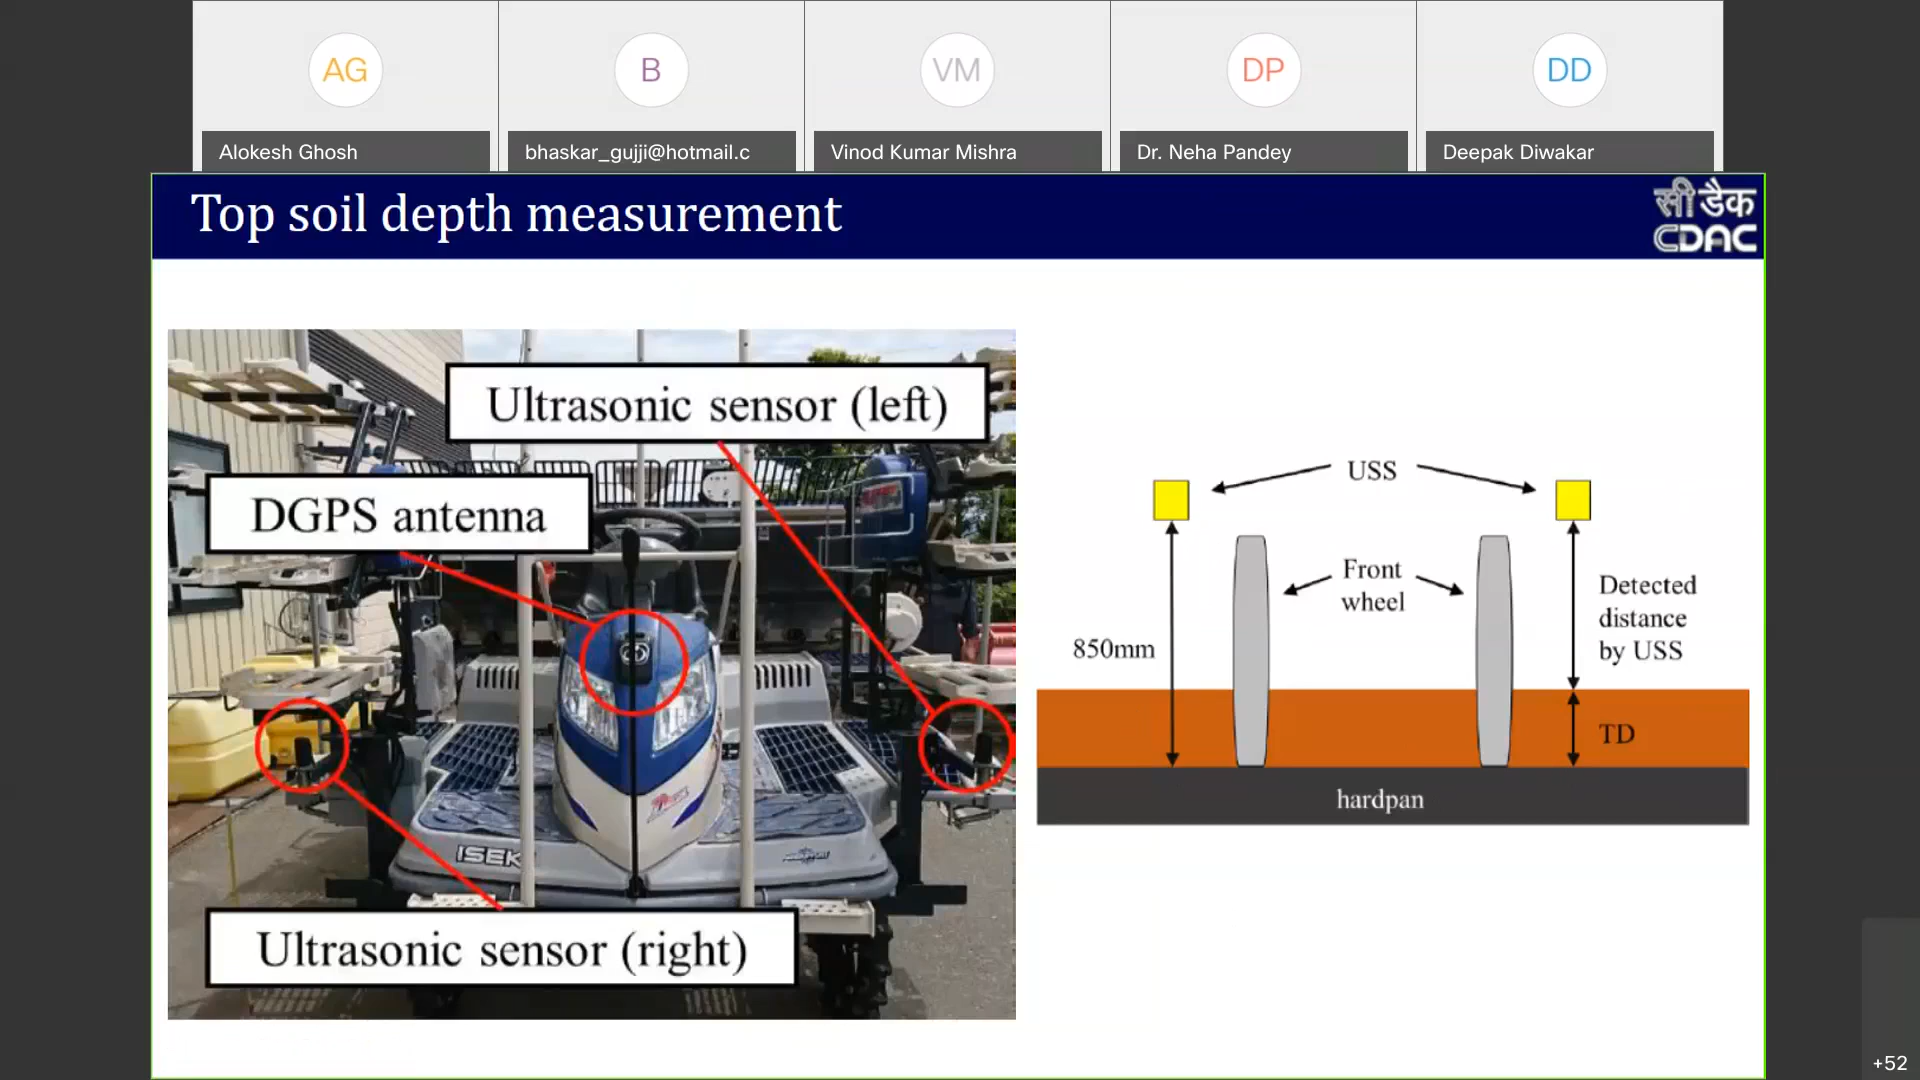 AG
B
VM
DP
DD
Alokesh Ghosh
bhaskar_gujji@hotmail.c
Vinod Kumar Mishra
Dr. Neha Pandey
Deepak Diwakar
Top soil depth measurement
सी डैक
CDAC
Ultrasonic sensor (left)
DGPS antenna
ISEK
Ultrasonic sensor (right)
USS
Front
wheel
850mm
Detected
distance
by USS
TD
hardpan
+52